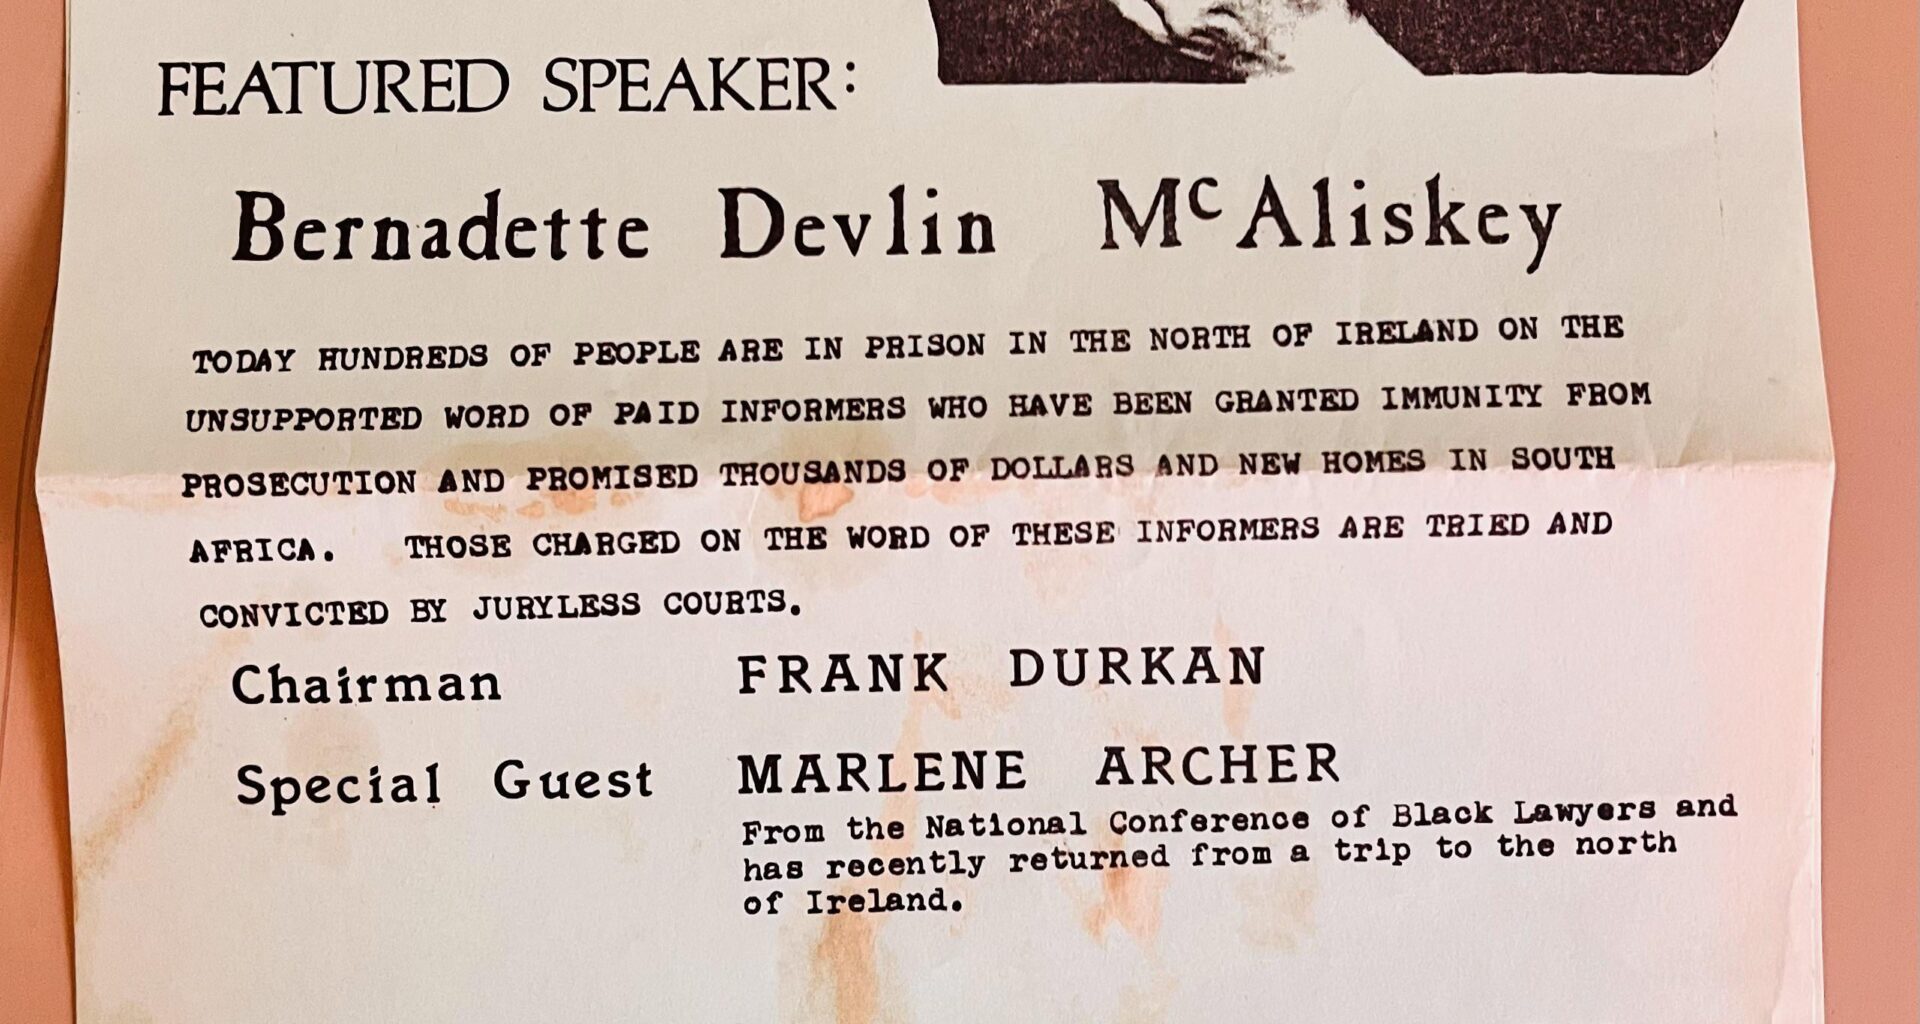 FEATURED SPEAKER:
Bernadette Devlin McAliskey
TODAY HUNDREDS OF PEOPLE ARE IN PRISON IN THE NORTH OF IRELAND ON THE
UNSUPPORTED WORD OF PAID INFORMERS WHO HAVE BEEN GRANTED IMMUNITY FROM
PROSECUTION AND PROMISED THOUSANDS OF DOLLARS AND NEW HOMES IN SOUTH
AFRICA. THOSE CHARGED ON THE WORD OF THESE INFORMERS ARE TRIED AND
CONVICTED BY JURYLESS COURTS.
Chairman FRANK DURKAN
Special Guest MARLENE ARCHER
From the National Conference of Black Lawyers and
has recently returned from a trip to the north
of Ireland.